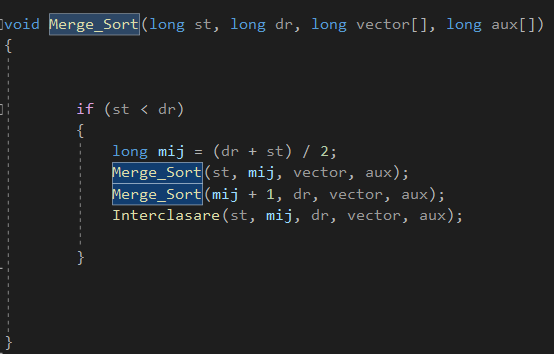 void Merge_Sort(long st, long dr, long vector[], long aux[])
{
if (st < dr)
{
long mij = (dr + st) / 2;
Merge_Sort(st, mij, vector, aux);
Merge_Sort(mij + 1, dr, vector, aux);
Interclasare(st, mij, dr, vector, aux);
}
}